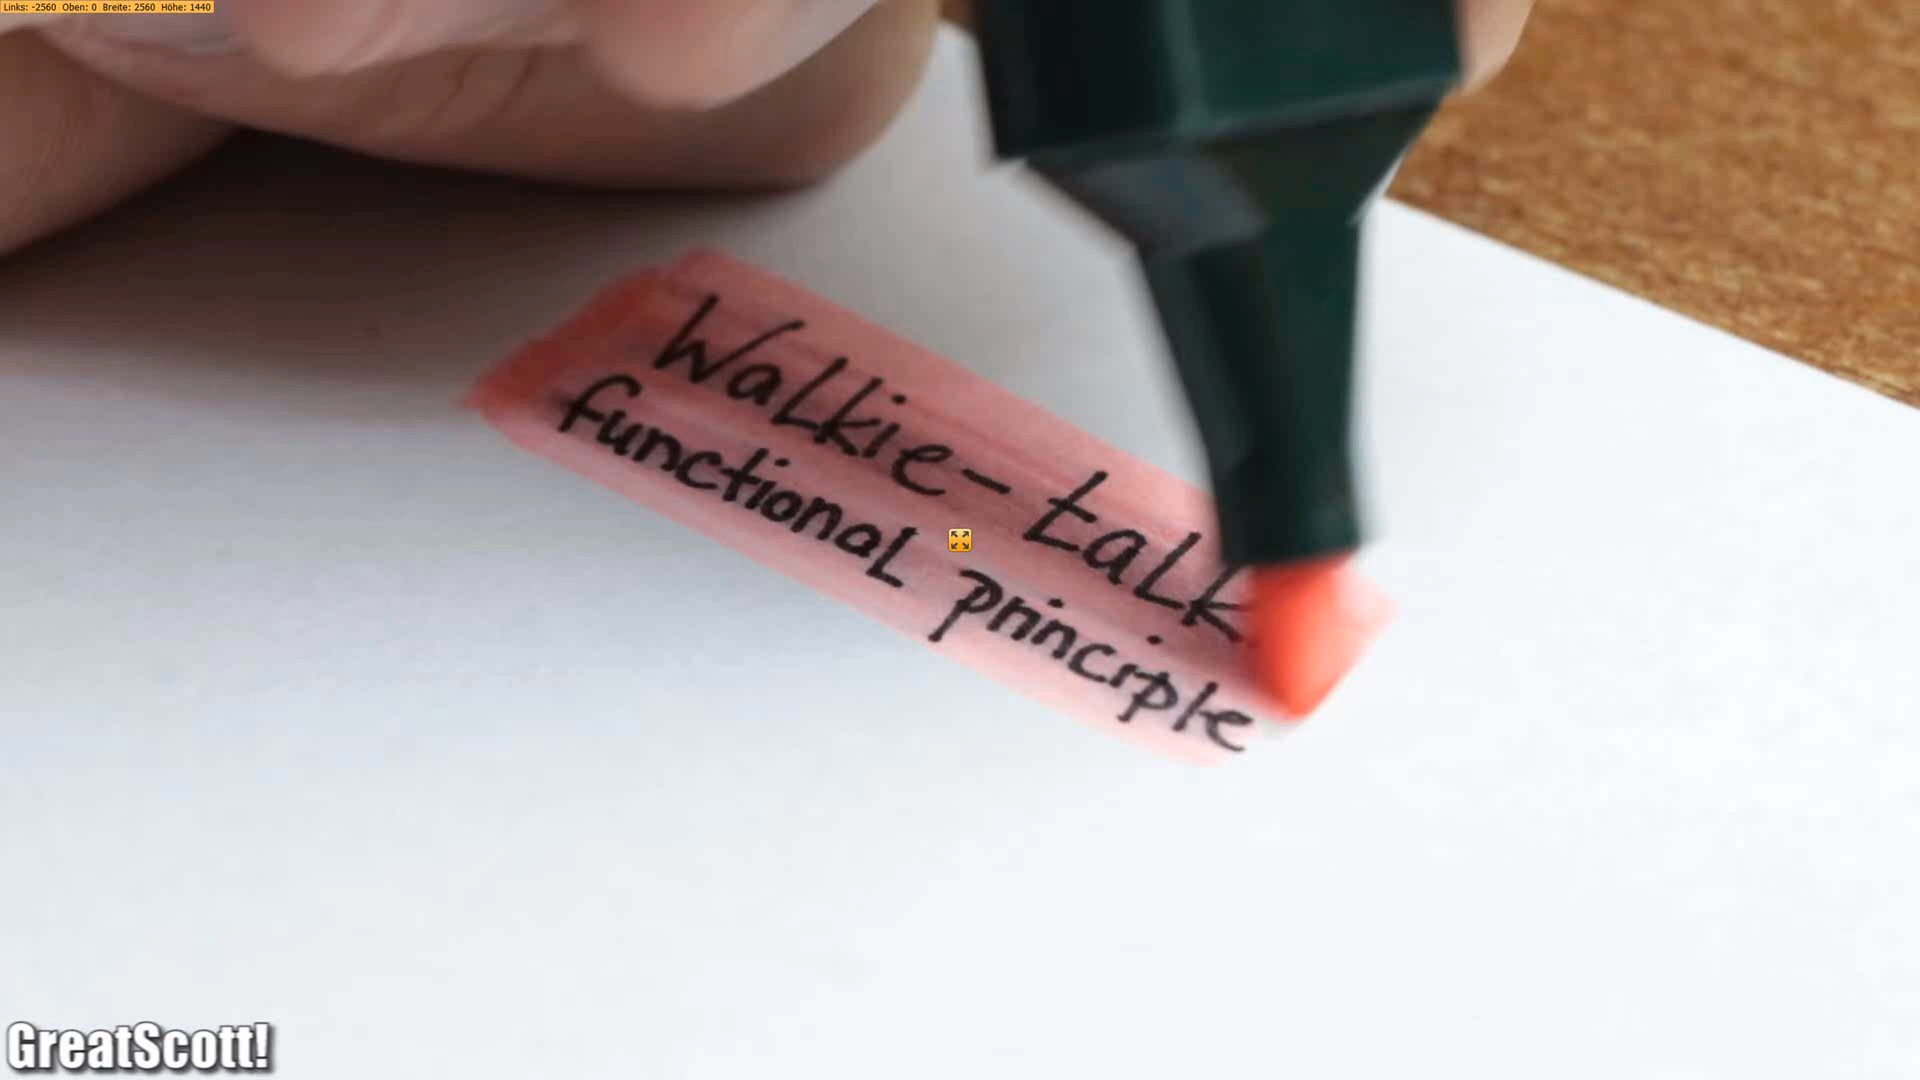 Links: -2560 Oben: 0 Breite: 2560 Höhe: 1440
Walkie-talk
functional principle
GreatScott!